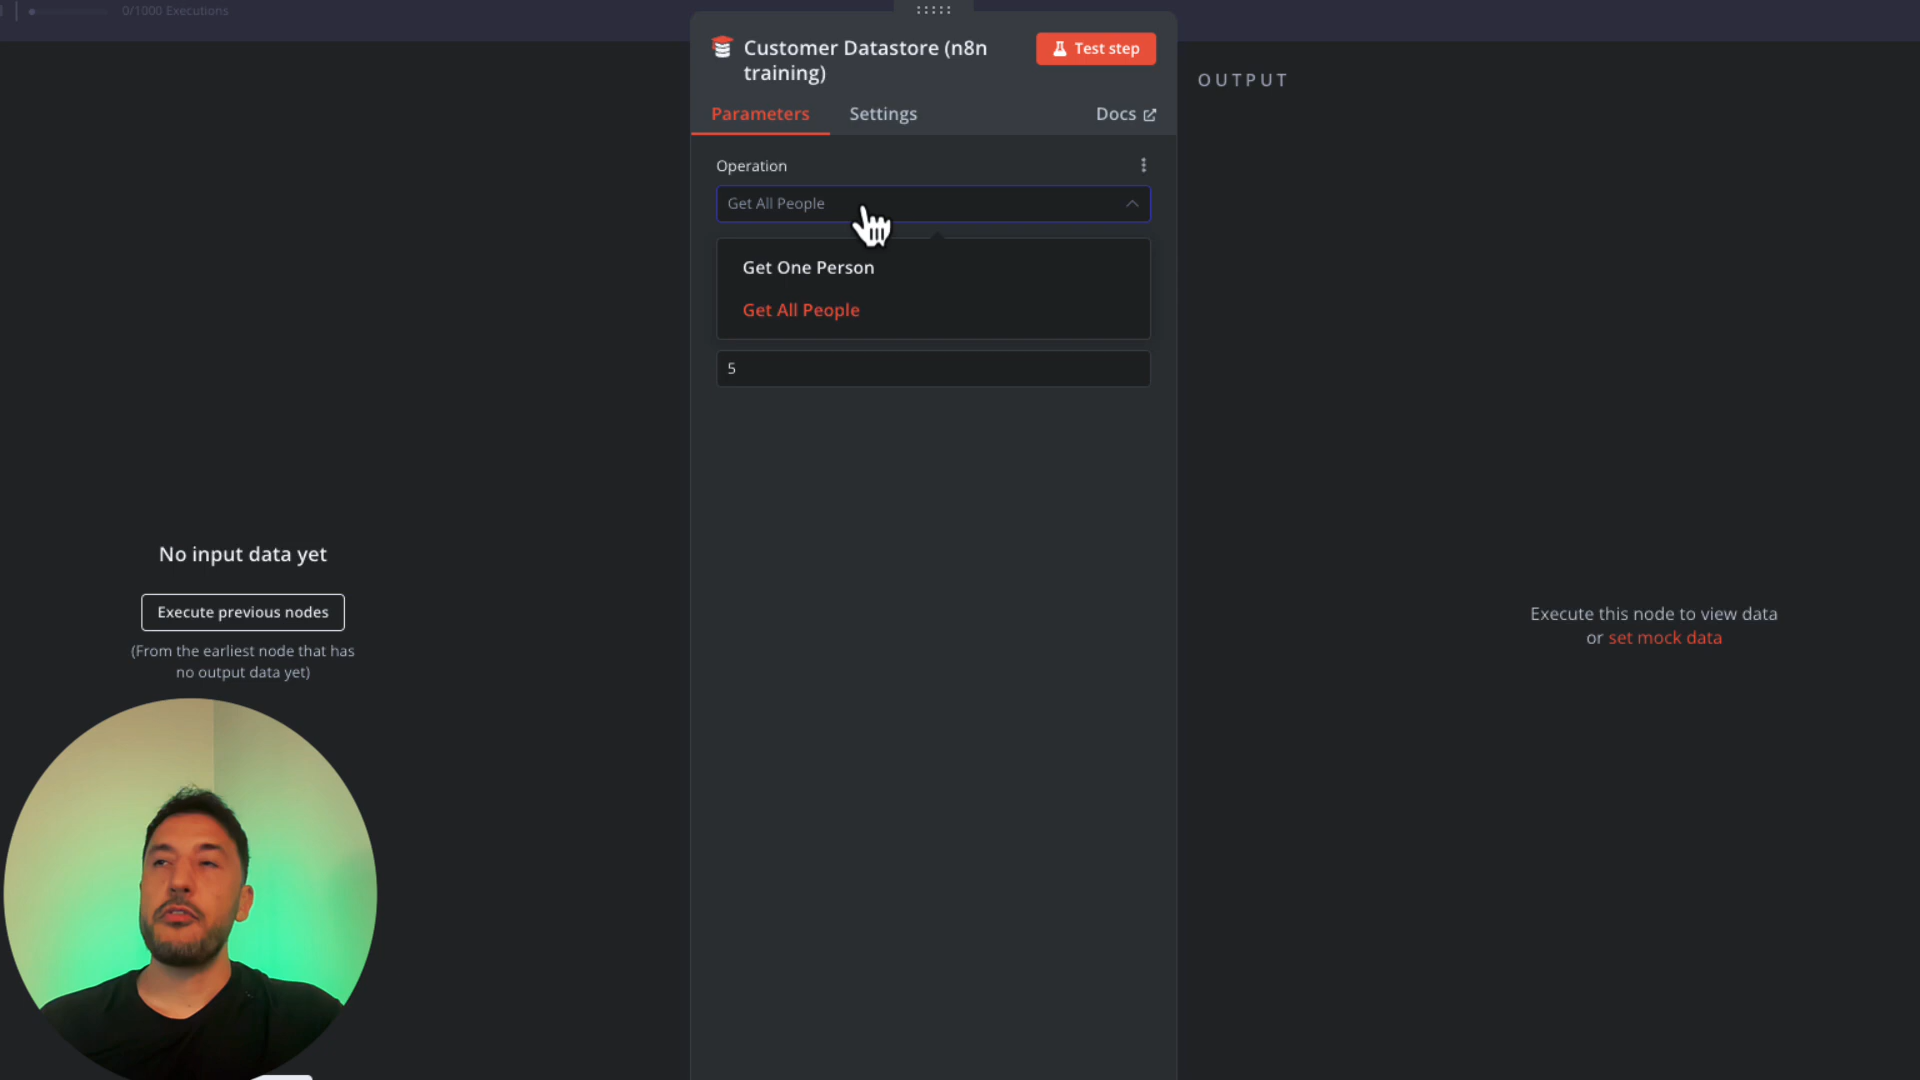 0/1000 Executions
Customer Datastore (n8n
training)
Test step
OUTPUT
Parameters
Settings
Docs
Operation
Get All People
Get One Person
Get All People
5
No input data yet
Execute previous nodes
(From the earliest node that has
no output data yet)
Execute this node to view data
or set mock data